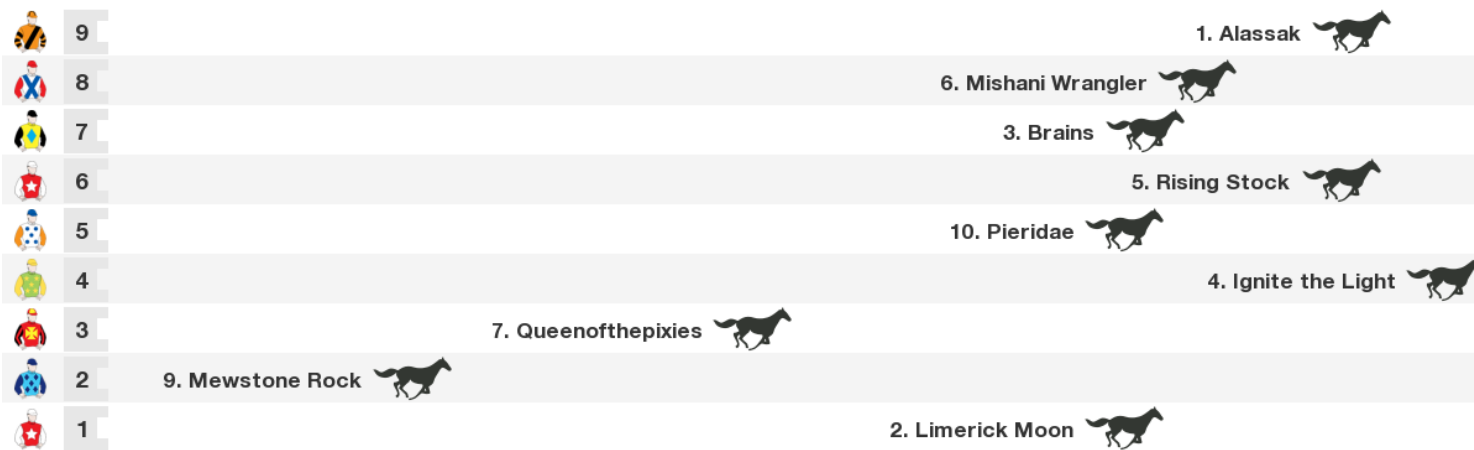 9 1. Alassak
8 6. Mishani Wrangler
7 3. Brains
6 5. Rising Stock
5 10. Pieridae
4 4. Ignite the Light
3 7. Queenofthepixies
2 9. Mewstone Rock
1 2. Limerick Moon